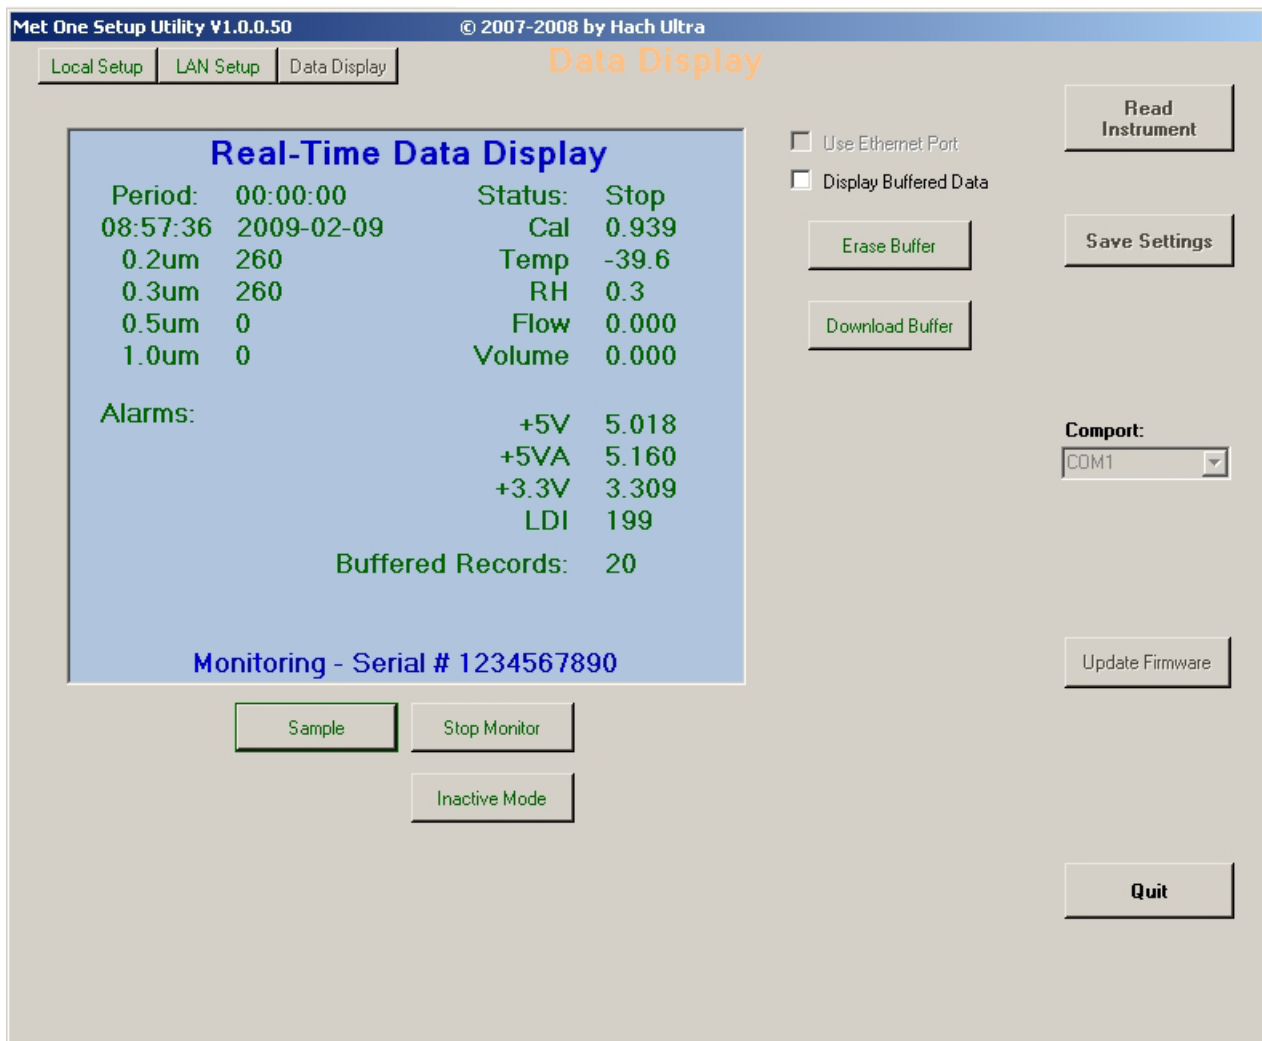 Met One Setup Utility V1.0.0.50 © 2007-2008 by Hach Ultra
Local Setup LAN Setup Data Display
Data Display
Read
Instrument
Real-Time Data Display
Use Ethernet Port
Display Buffered Data
Period: 00:00:00 Status: Stop
08:57:36 2009-02-09 Cal 0.939
0.2um 260 Temp -39.6
0.3um 260 RH 0.3
0.5um 0 Flow 0.000
1.0um 0 Volume 0.000
Erase Buffer
Save Settings
Download Buffer
Alarms:
+5V 5.018
+5VA 5.160
+3.3V 3.309
LDI 199
Buffered Records: 20
Comport:
COM1
Monitoring - Serial # 1234567890
Update Firmware
Sample Stop Monitor
Inactive Mode
Quit